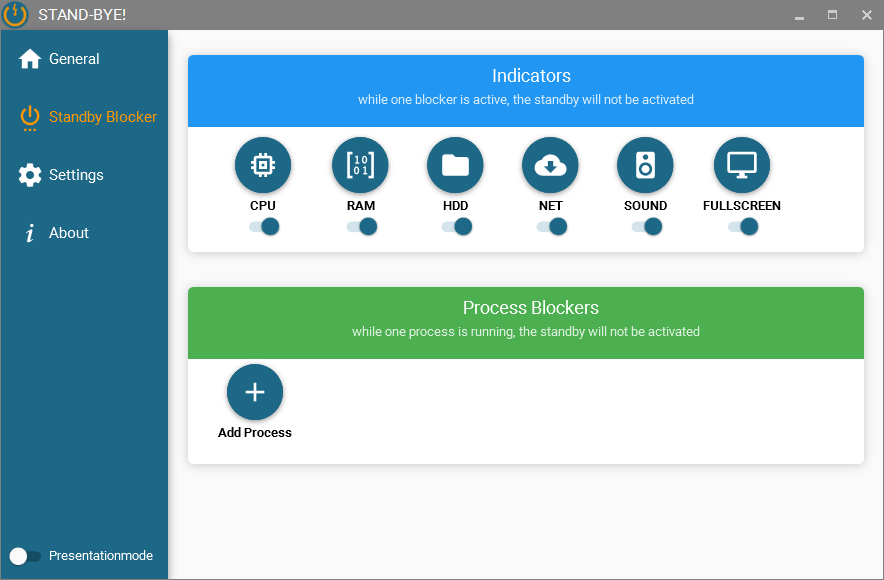 STAND-BYE!
General
Standby Blocker
Settings
About
Presentationmode
Indicators
while one blocker is active, the standby will not be activated
10
01
CPU
RAM
HDD
NET
SOUND
FULLSCREEN
Process Blockers
while one process is running, the standby will not be activated
Add Process